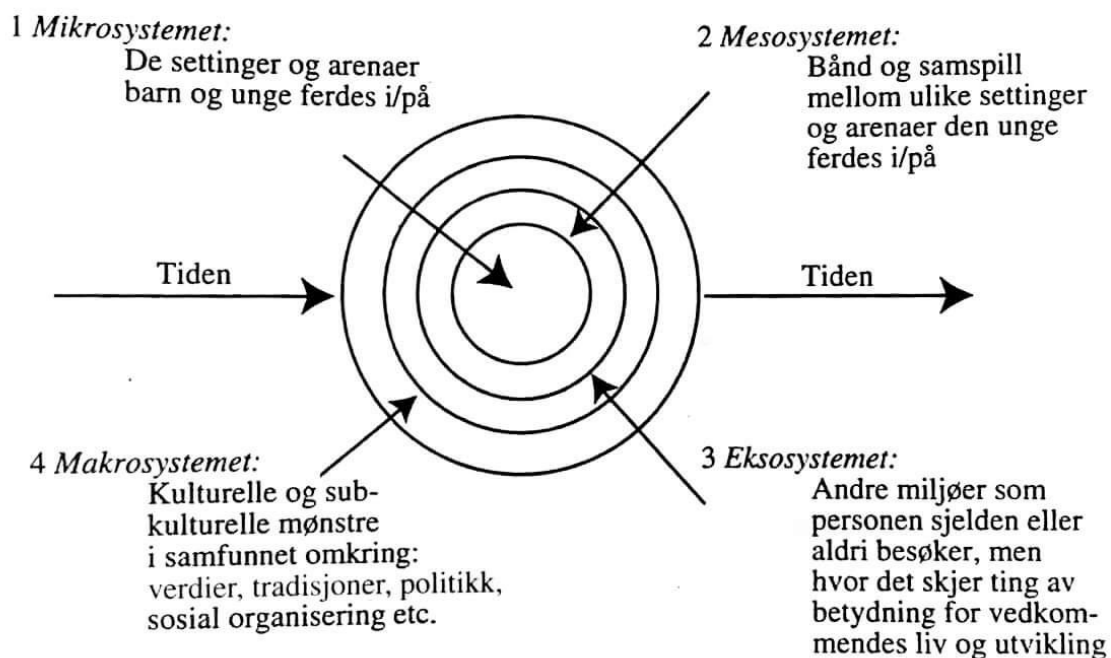 1 Mikrosystemet:
De settinger og arenaer
barn og unge ferdes i/på
2 Mesosystemet:
Bånd og samspill
mellom ulike settinger
og arenaer den unge
ferdes i/på
Tiden
Tiden
4 Makrosystemet:
Kulturelle og sub-
kulturelle mønstre
i samfunnet omkring:
verdier, tradisjoner, politikk,
sosial organisering etc.
3 Eksosystemet:
Andre miljøer som
personen sjelden eller
aldri besøker, men
hvor det skjer ting av
betydning for vedkom-
mendes liv og utvikling